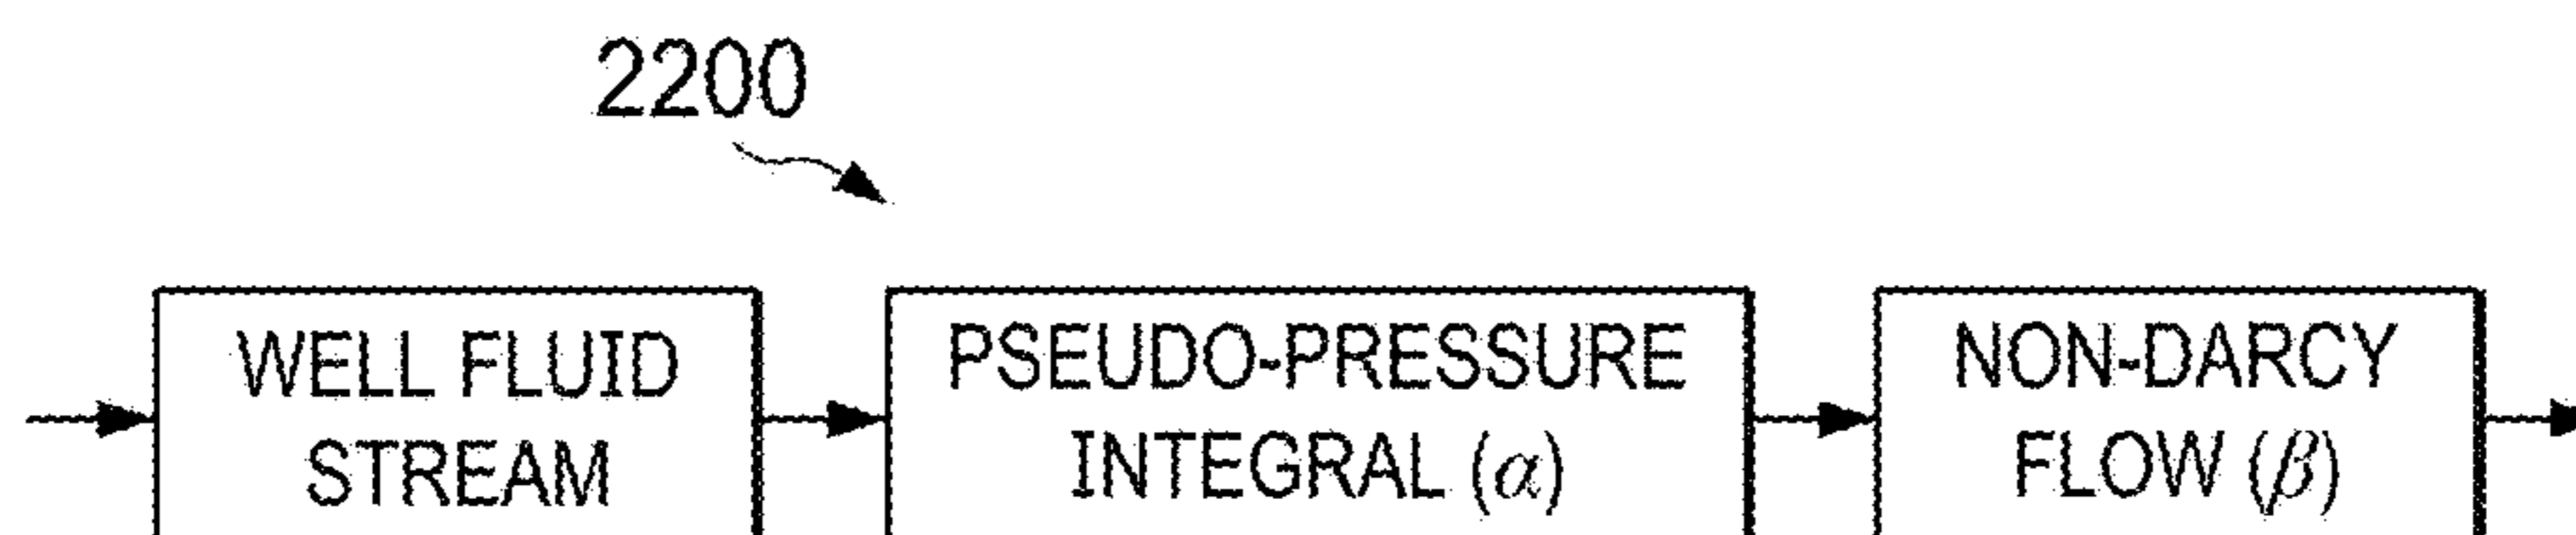 2200
WELL FLUID
STREAM
PSEUDO-PRESSURE
INTEGRAL (α)
NON-DARCY
FLOW (β)